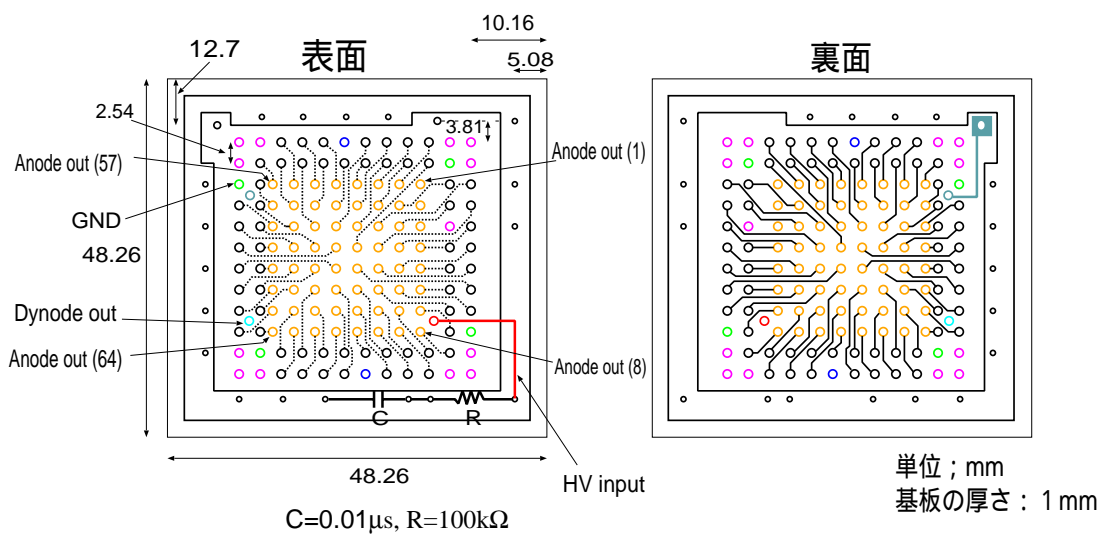 10.16
12.7
表面
5.08
裏面
2.54
3.81
Anode out (57)
Anode out (1)
GND
48.26
Dynode out
Anode out (64)
Anode out (8)
C
R
48.26
HV input
単位 ; mm
基板の厚さ : 1 mm
C=0.01μs, R=100kΩ